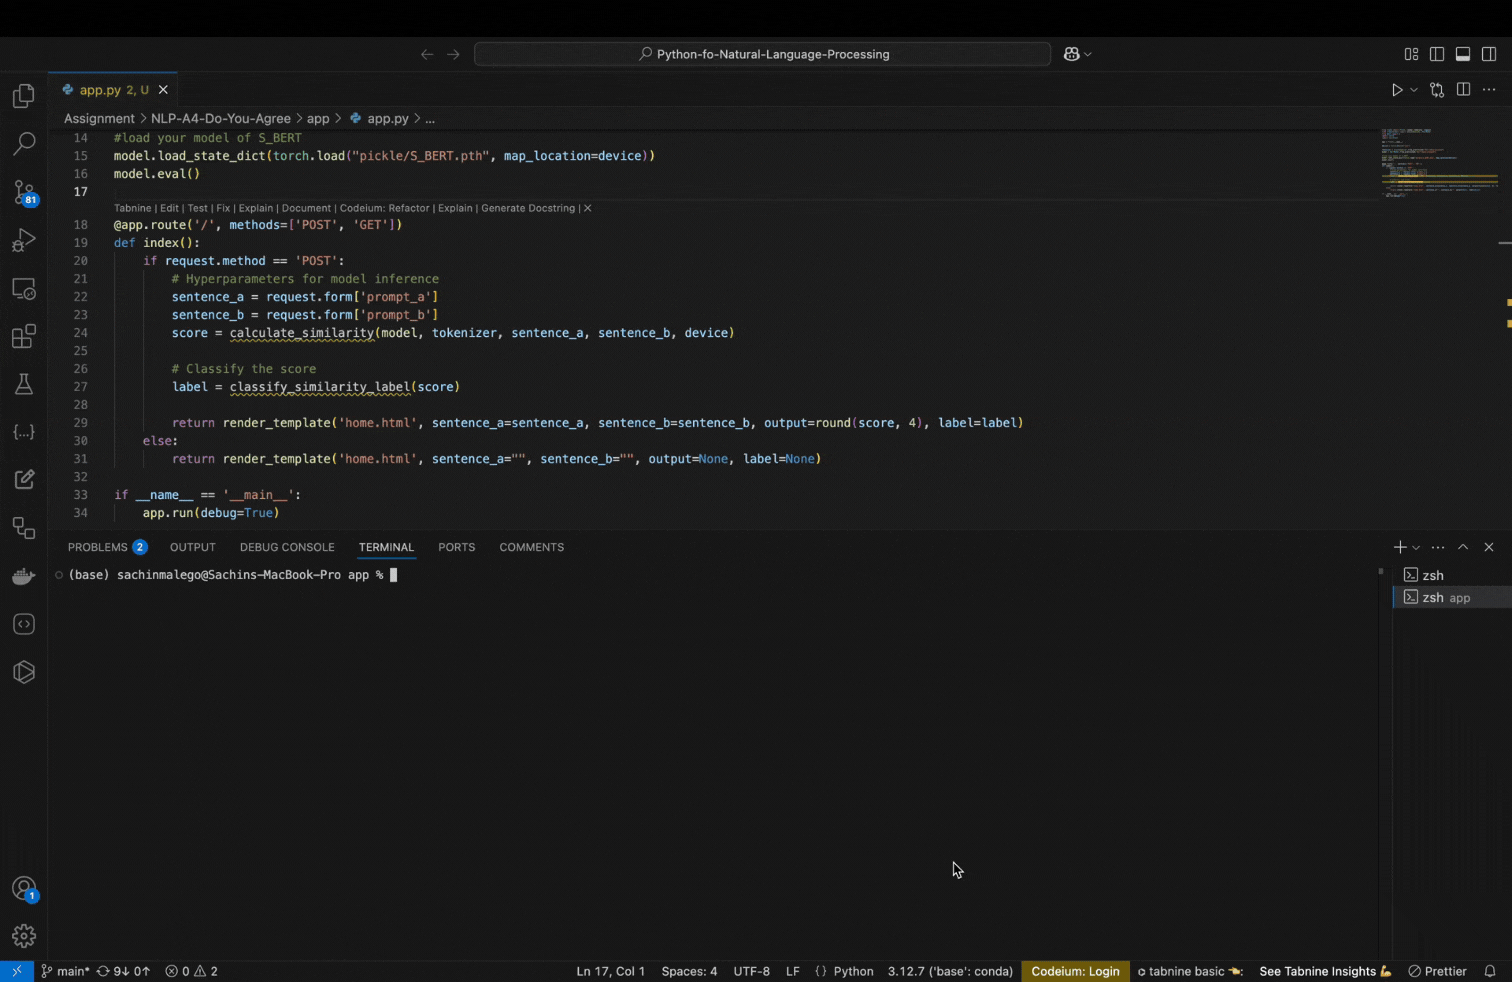 Python-fo-Natural-Language-Processing
app.py 2, U
Assignment > NLP-A4-Do-You-Agree > app > app.py > ...
14 #load your model of S_BERT
15 model.load_state_dict(torch.load("pickle/S_BERT.pth", map_location=device))
16 model.eval()
17
Tabnine | Edit | Test | Fix | Explain | Document | Codeium: Refactor | Explain | Generate Docstring | X
18 @app.route('/', methods=['POST', 'GET'])
19 def index():
20 if request.method == 'POST':
21 # Hyperparameters for model inference
22 sentence_a = request.form['prompt_a']
23 sentence_b = request.form['prompt_b']
24 score = calculate_similarity(model, tokenizer, sentence_a, sentence_b, device)
25
26 # Classify the score
27 label = classify_similarity_label(score)
28
29 return render_template('home.html', sentence_a=sentence_a, sentence_b=sentence_b, output=round(score, 4), label=label)
30 else:
31 return render_template('home.html', sentence_a="", sentence_b="", output=None, label=None)
32
33 if __name__ == '__main__':
34 app.run(debug=True)
PROBLEMS 2 OUTPUT DEBUG CONSOLE TERMINAL PORTS COMMENTS
(base) sachinmalego@Sachins-MacBook-Pro app %
zsh
zsh app
81
1
main* 9↓ 0↑ 0 2 Ln 17, Col 1 Spaces: 4 UTF-8 LF {} Python 3.12.7 ('base': conda) Codeium: Login tabnine basic See Tabnine Insights Prettier